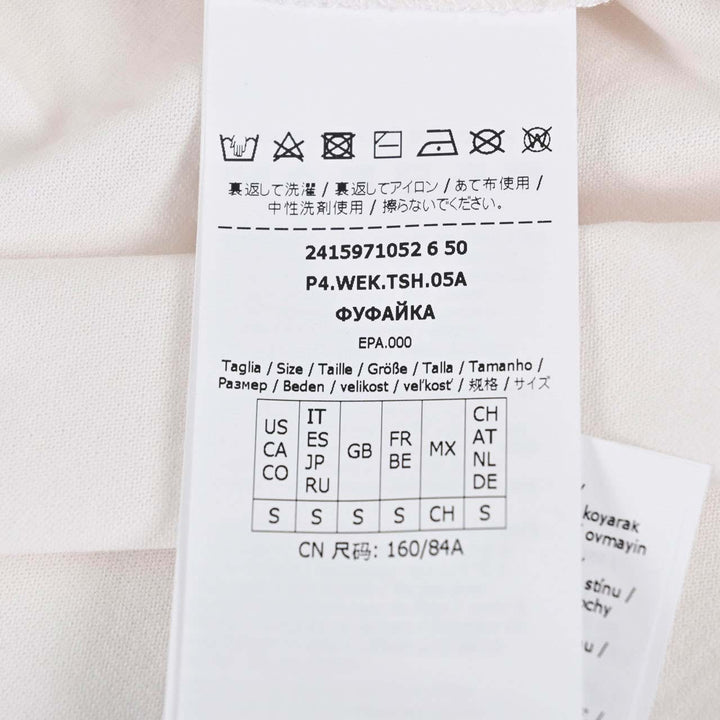 裏返して洗濯 / 裏返してアイロン / あて布使用 /
中性洗剤使用 / 擦らないでください。
2415971052 6 50
P4.WEK.TSH.05A
ФУФАЙКА
EPA.000
Taglia / Size / Taille / Größe / Talla / Tamanho /
Размер / Beden / velikost / veľkosť / 规格 / サイズ
US CA CO
IT ES JP RU
GB
FR BE
MX
CH AT NL DE
S S S S CH S
CN 尺码: 160/84A
koyarak
ovmayin
stínu /